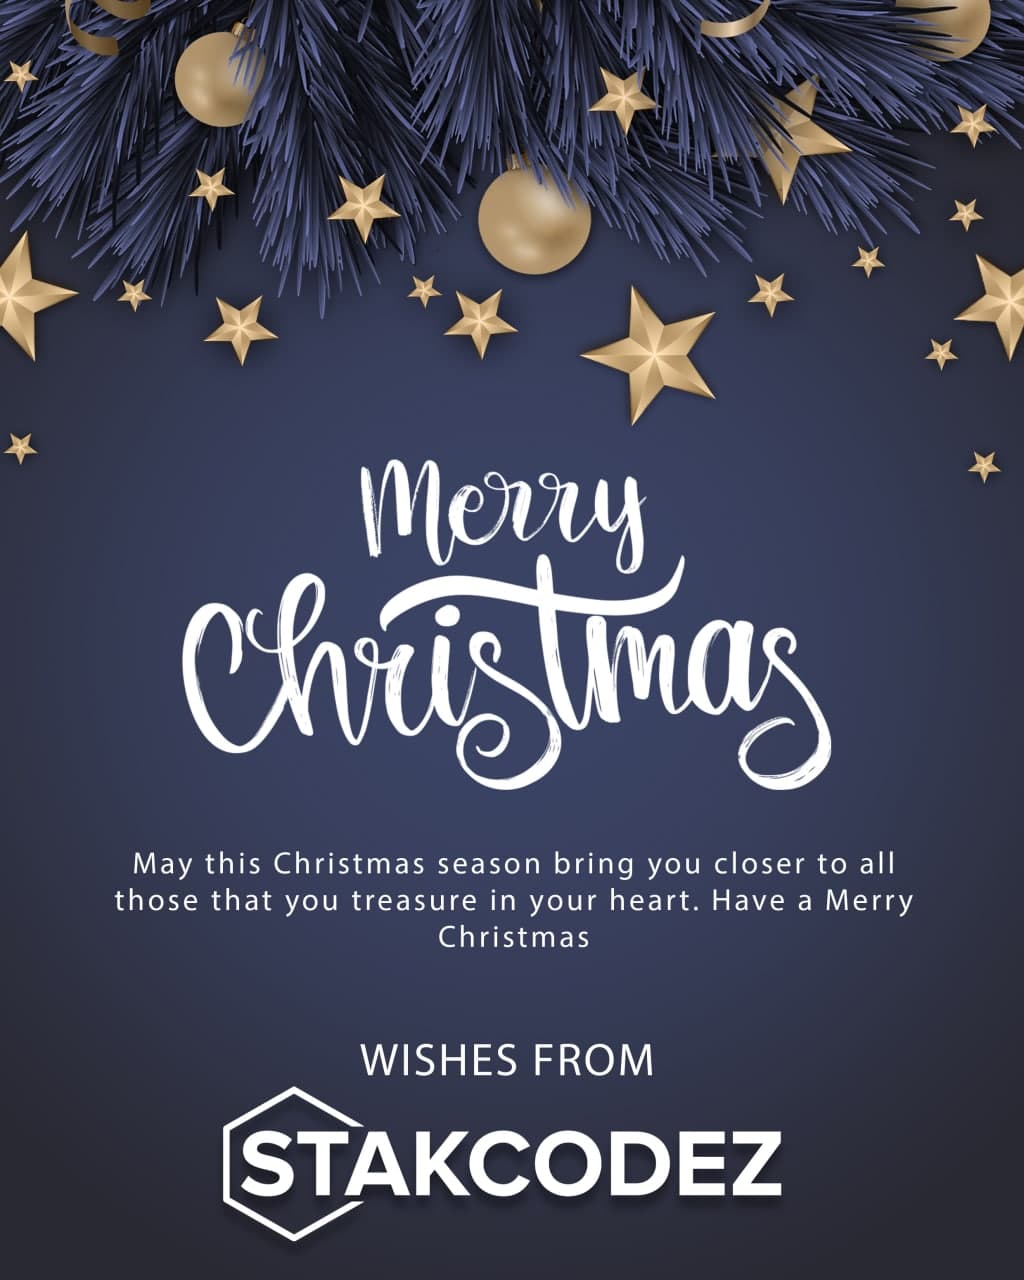 Merry
Christmas
May this Christmas season bring you closer to all
those that you treasure in your heart. Have a Merry
Christmas
WISHES FROM
STAKCODEZ